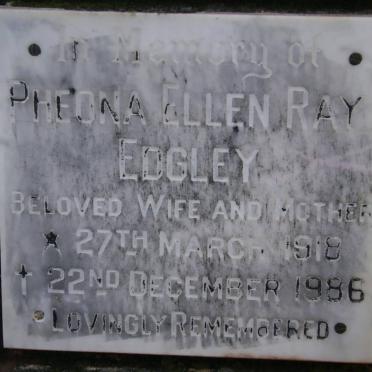 In Memory of
PHEONA ELLEN RAY
EDGLEY
BELOVED WIFE AND MOTHER
★ 27TH MARCH 1918
✝ 22ND DECEMBER 1986
LOVINGLY REMEMBERED